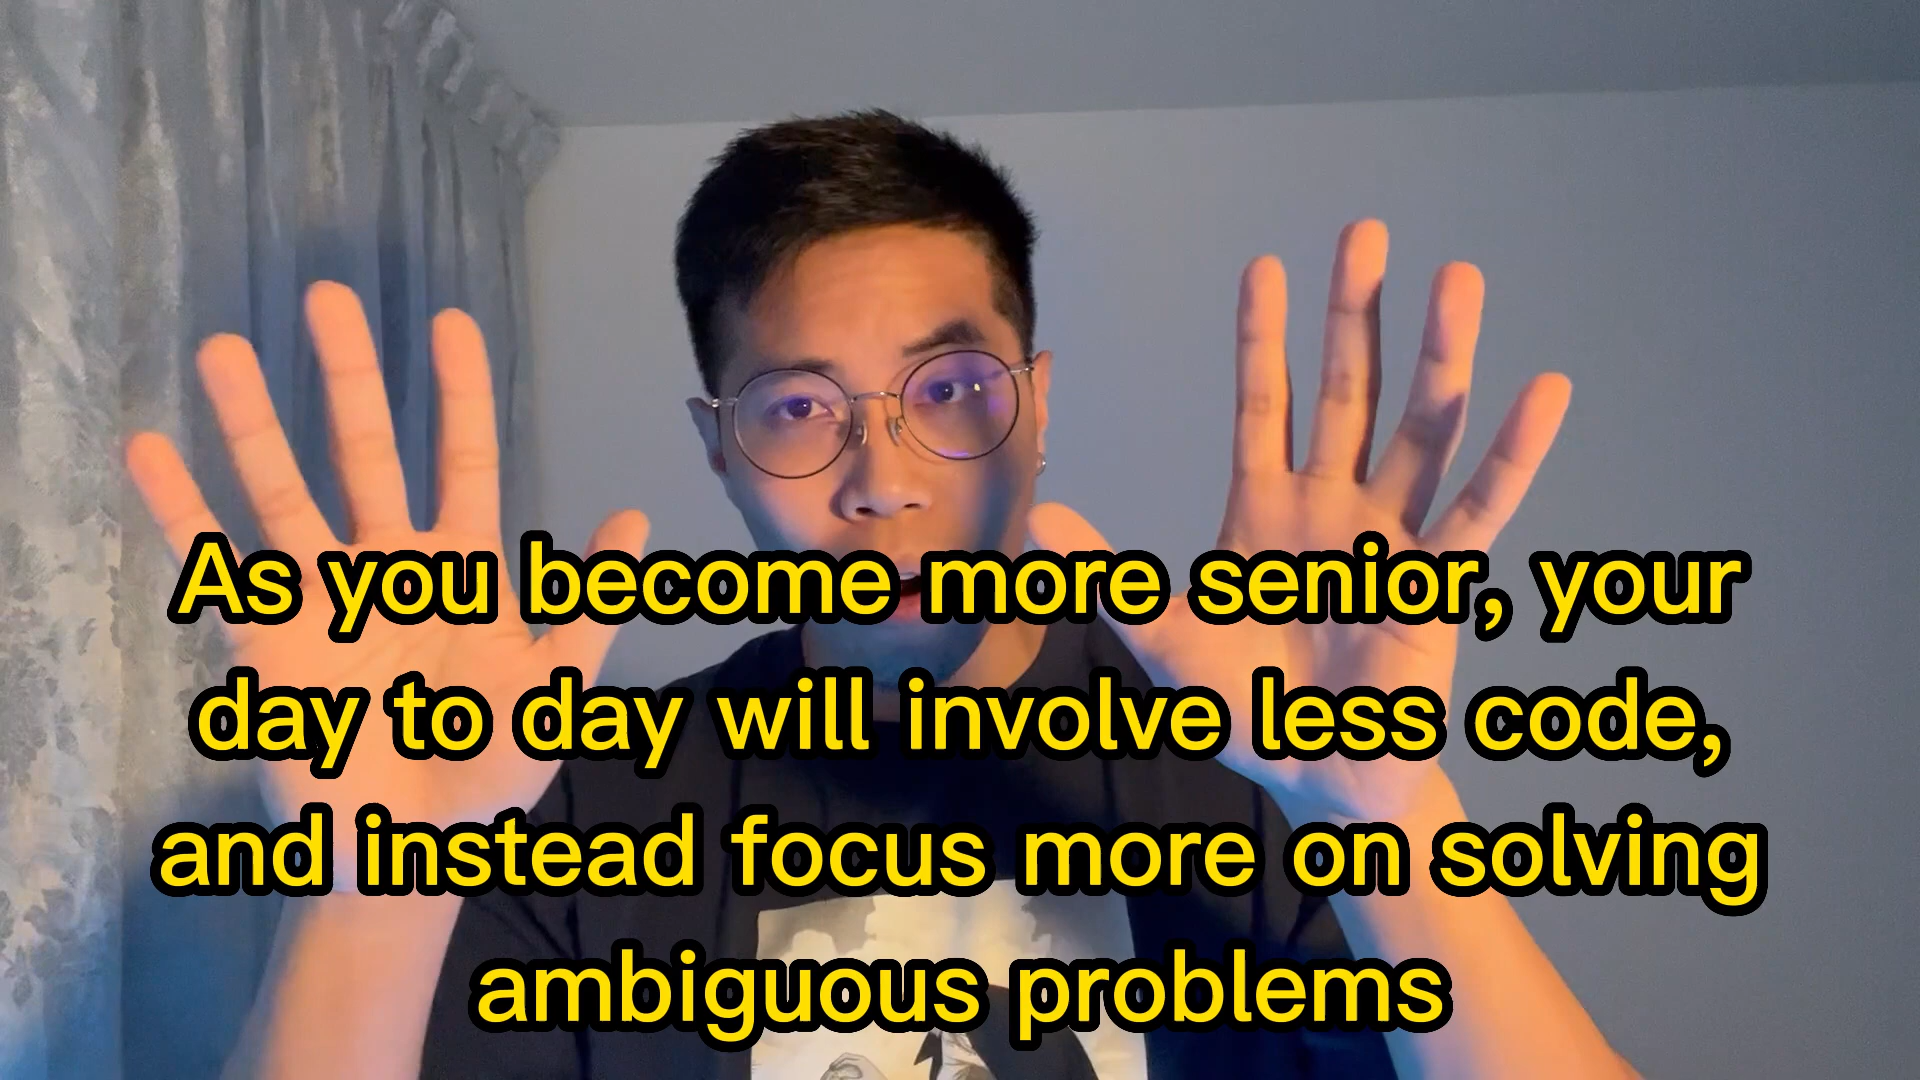 As you become more senior, your
day to day will involve less code,
and instead focus more on solving
ambiguous problems